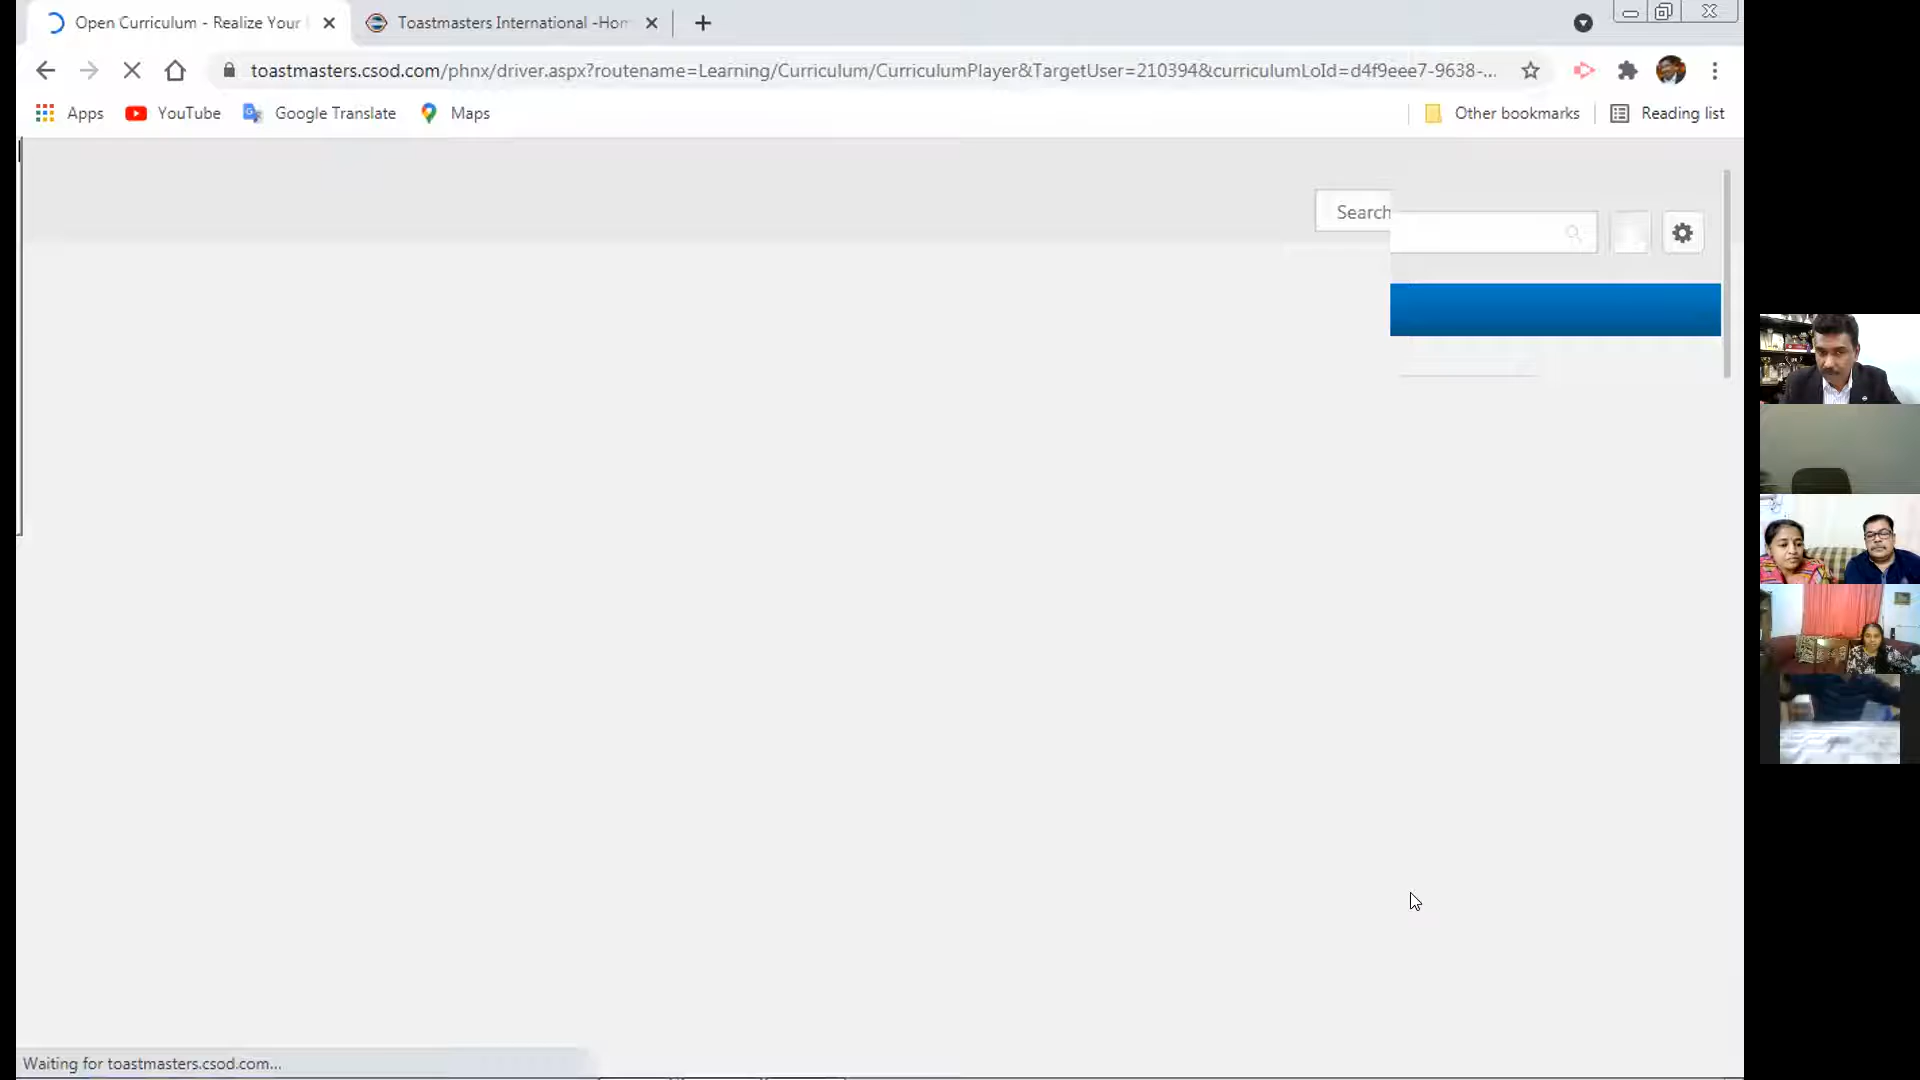 Open Curriculum - Realize Your
Toastmasters International -Hom
toastmasters.csod.com/phnx/driver.aspx?routename=Learning/Curriculum/CurriculumPlayer&TargetUser=210394&curriculumLoId=d4f9eee7-9638-...
Apps YouTube Google Translate Maps Other bookmarks Reading list
Search
Waiting for toastmasters.csod.com...